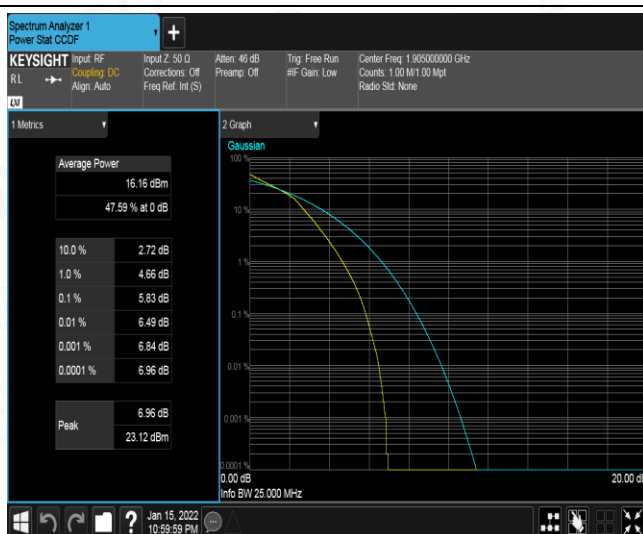 Spectrum Analyzer 1
Power Stat CCDF
+
KEYSIGHT
RL
Input: RF
Coupling: DC
Align: Auto
Input Z: 50 Ω
Corrections: Off
Freq Ref: Int (S)
Atten: 46 dB
Preamp: Off
Trig: Free Run
#IF Gain: Low
Center Freq: 1.905000000 GHz
Counts: 1.00 M/1.00 Mpt
Radio Std: None
LXI
1 Metrics
Average Power
16.16 dBm
47.59 % at 0 dB
10.0 % 2.72 dB
1.0 % 4.66 dB
0.1 % 5.83 dB
0.01 % 6.49 dB
0.001 % 6.84 dB
0.0001 % 6.96 dB
Peak
6.96 dB
23.12 dBm
2 Graph
Gaussian
100 %
10 %
1 %
0.1 %
0.01 %
0.001 %
0.0001 %
0.00 dB
20.00 dB
Info BW 25.000 MHz
?
Jan 15, 2022
10:59:59 PM